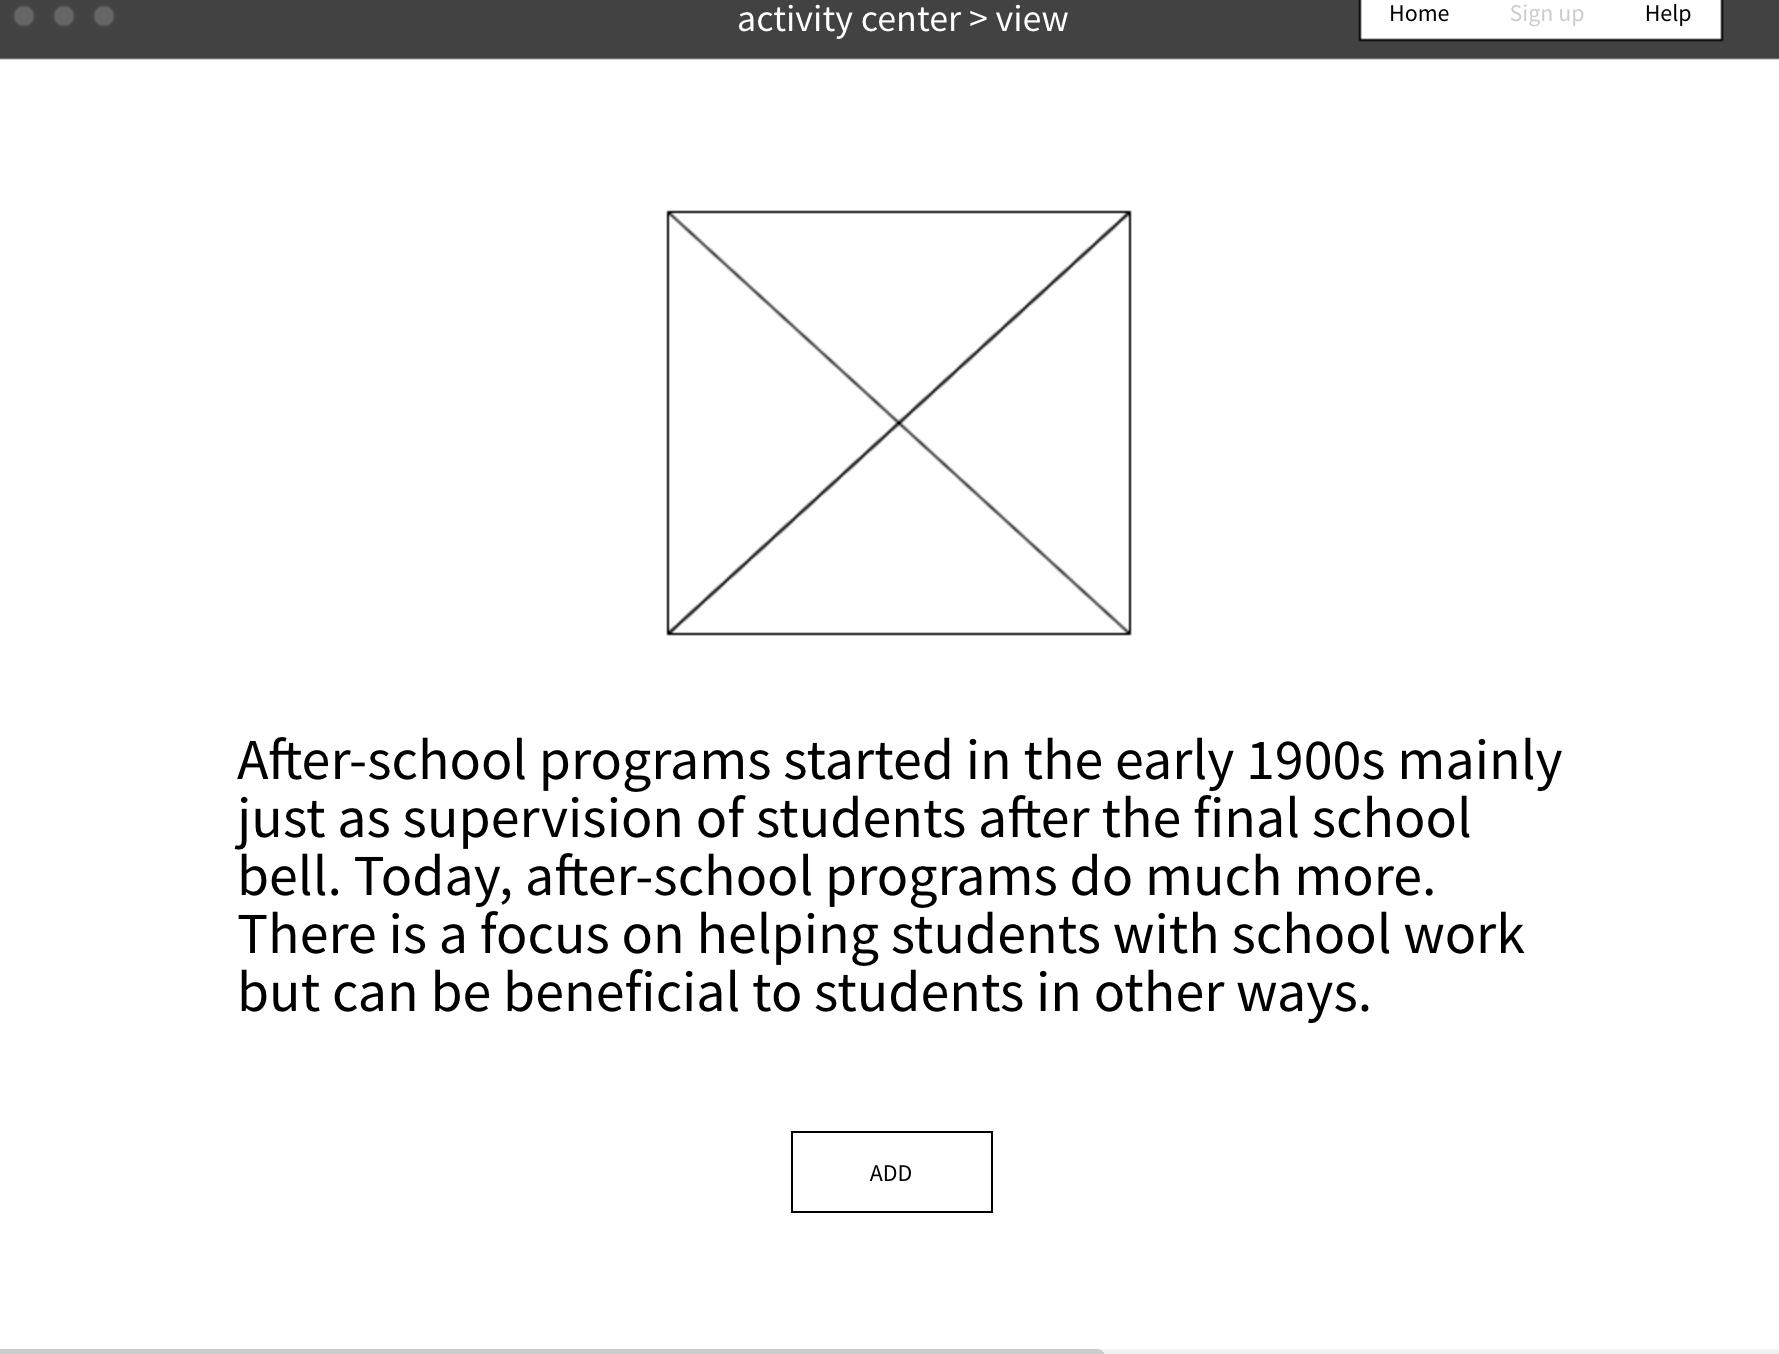 activity center > view
Home Sign up Help
After-school programs started in the early 1900s mainly
just as supervision of students after the final school
bell. Today, after-school programs do much more.
There is a focus on helping students with school work
but can be beneficial to students in other ways.
ADD